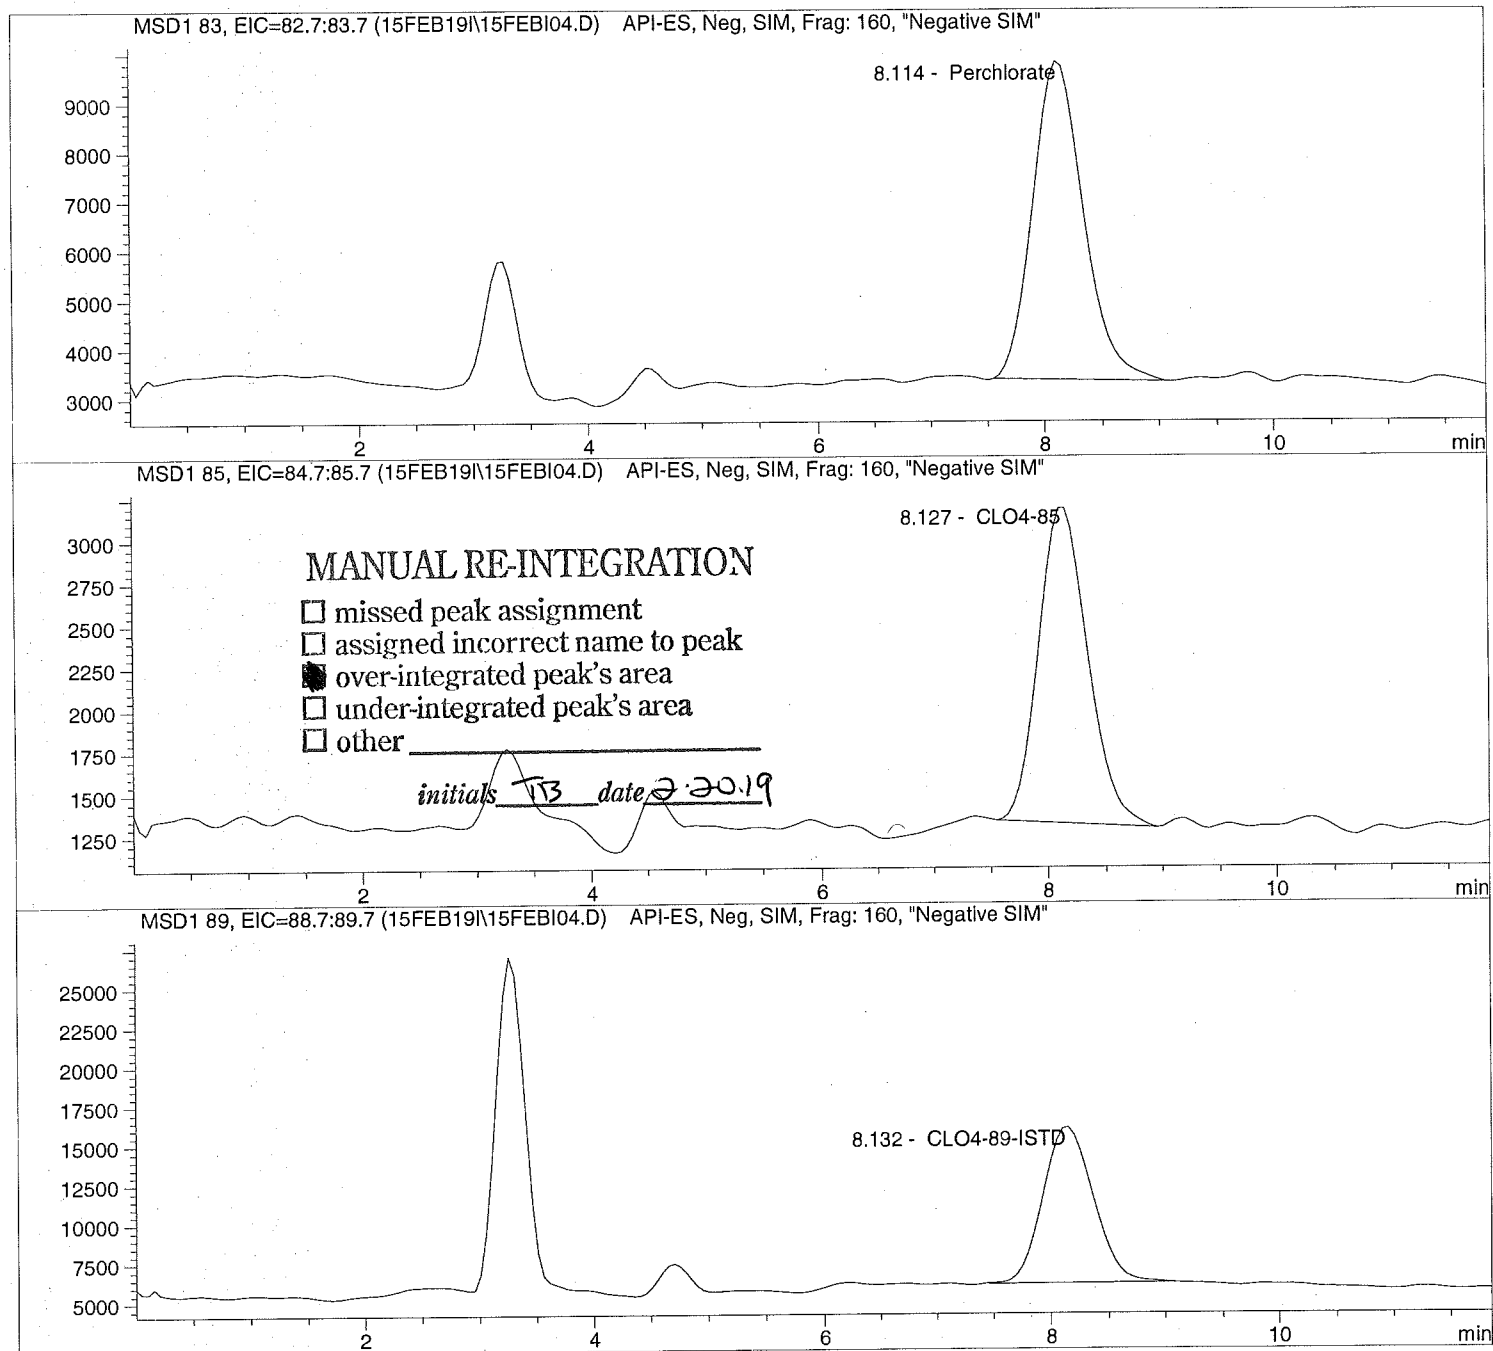 MSD1 83, EIC=82.7:83.7 (15FEB19I\15FEBI04.D) API-ES, Neg, SIM, Frag: 160, "Negative SIM"
8.114 - Perchlorate
9000
8000
7000
6000
5000
4000
3000
2 4 6 8 10 min
MSD1 85, EIC=84.7:85.7 (15FEB19I\15FEBI04.D) API-ES, Neg, SIM, Frag: 160, "Negative SIM"
8.127 - CLO4-85
3000
2750
2500
2250
2000
1750
1500
1250
MANUAL RE-INTEGRATION
missed peak assignment
assigned incorrect name to peak
over-integrated peak's area
under-integrated peak's area
other
initials TB date 2.20.19
2 4 6 8 10 min
MSD1 89, EIC=88.7:89.7 (15FEB19I\15FEBI04.D) API-ES, Neg, SIM, Frag: 160, "Negative SIM"
8.132 - CLO4-89-ISTD
25000
22500
20000
17500
15000
12500
10000
7500
5000
2 4 6 8 10 min